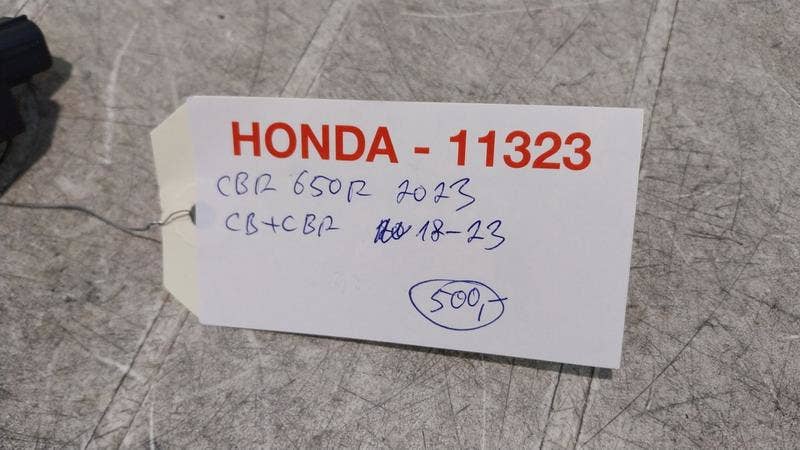 HONDA - 11323
CBR 650R 2023
CB+CBR 18-23
500,-